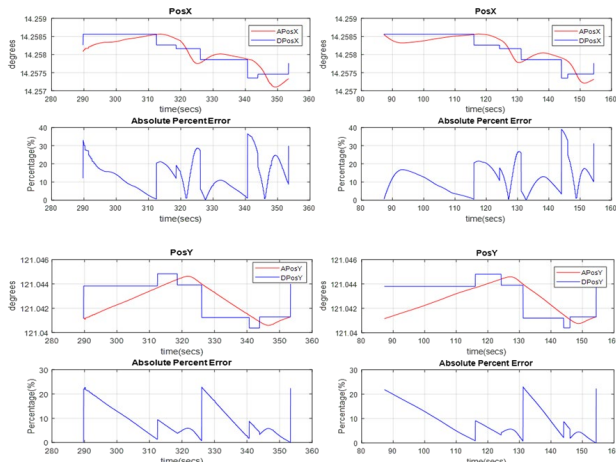 PosX
14.259
14.2585
14.258
14.2575
14.257
degrees
APosX
DPosX
280 290 300 310 320 330 340 350 360
time(secs)
Absolute Percent Error
40
30
20
10
0
Percentage(%)
280 290 300 310 320 330 340 350 360
time(secs)
PosX
14.259
14.2585
14.258
14.2575
14.257
degrees
APosX
DPosX
80 90 100 110 120 130 140 150 160
time(secs)
Absolute Percent Error
40
30
20
10
0
Percentage(%)
80 90 100 110 120 130 140 150 160
time(secs)
PosY
121.046
121.044
121.042
121.04
degrees
APosY
DPosY
280 290 300 310 320 330 340 350 360
time(secs)
Absolute Percent Error
30
20
10
0
Percentage(%)
280 290 300 310 320 330 340 350 360
time(secs)
PosY
121.046
121.044
121.042
121.04
degrees
APosY
DPosY
80 90 100 110 120 130 140 150 160
time(secs)
Absolute Percent Error
30
20
10
0
Percentage(%)
80 90 100 110 120 130 140 150 160
time(secs)